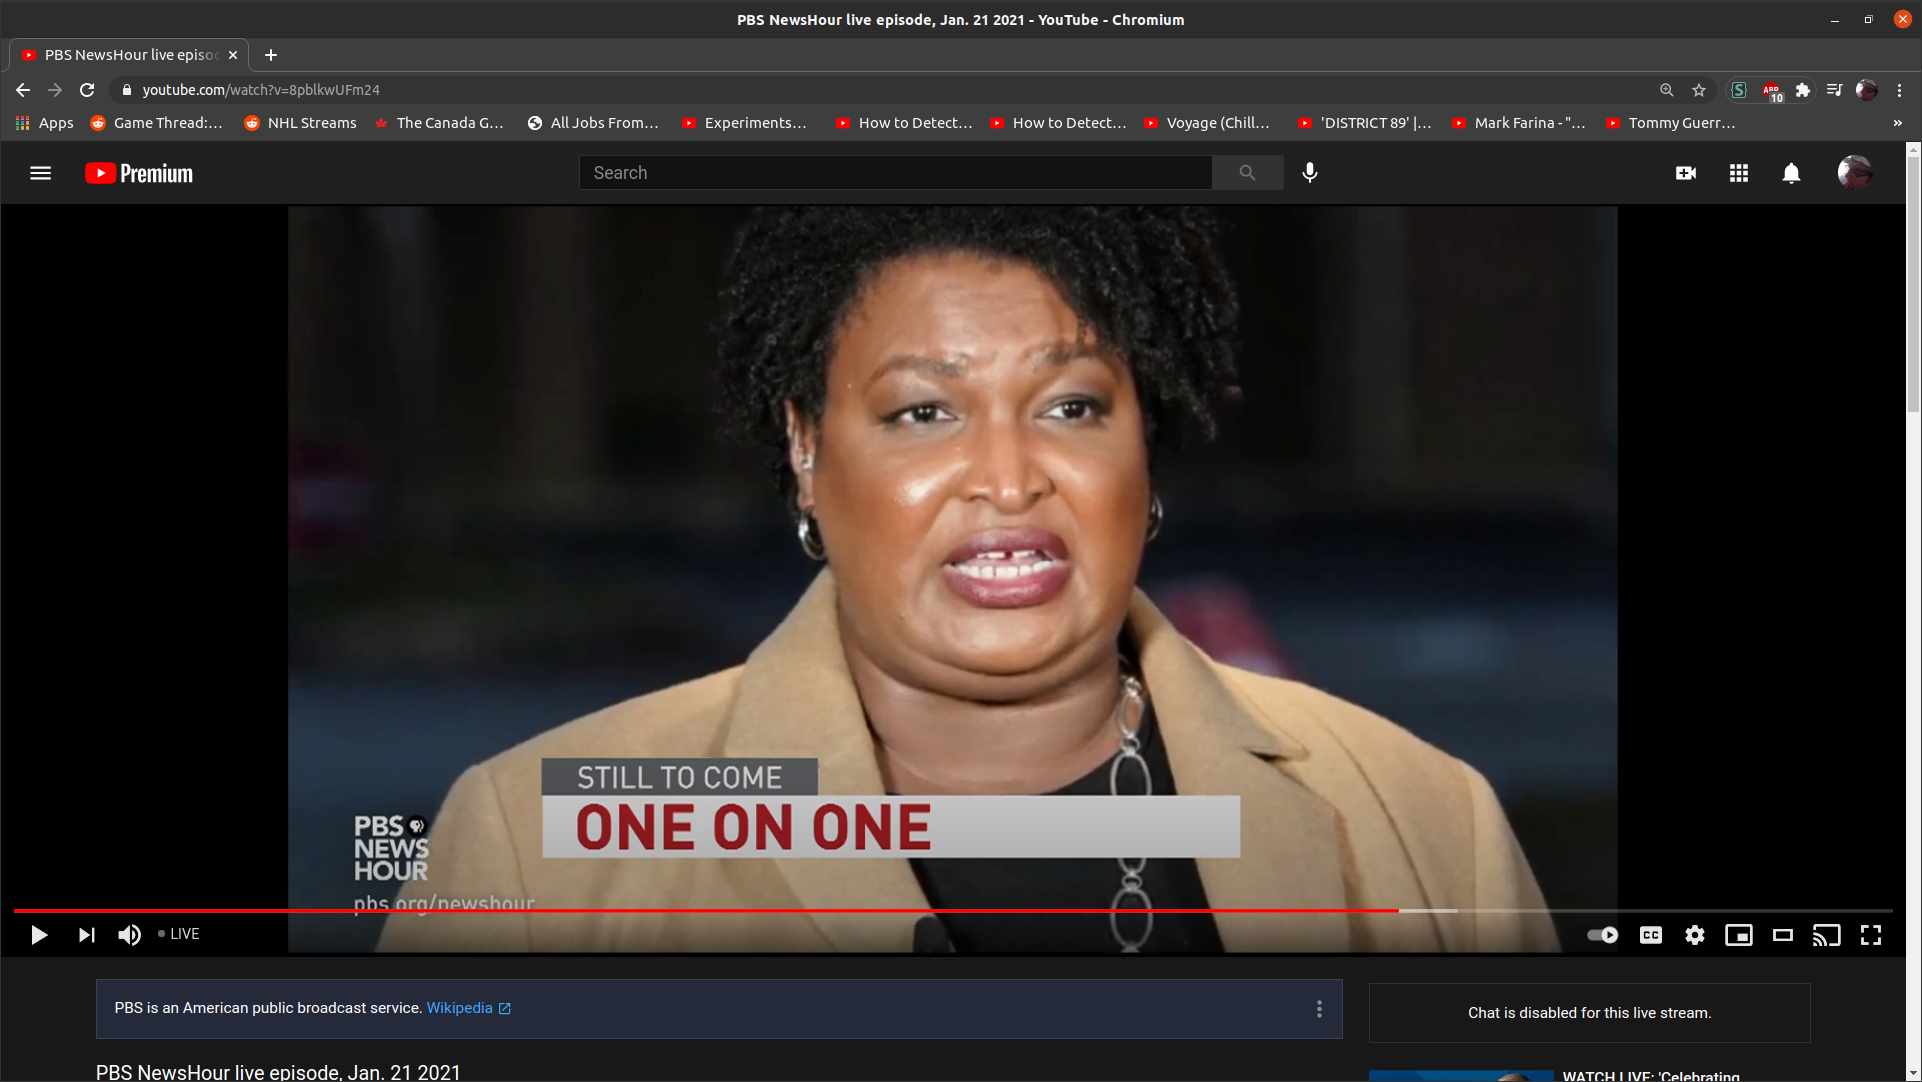 PBS NewsHour live episode, Jan. 21 2021 - YouTube - Chromium
PBS NewsHour live episo
youtube.com/watch?v=8pblkwUFm24
ABP
10
Apps
Game Thread:...
NHL Streams
The Canada G...
All Jobs From...
Experiments...
How to Detect...
How to Detect...
Voyage (Chill...
'DISTRICT 89' |...
Mark Farina - "...
Tommy Guerr...
»
Premium
Search
STILL TO COME
ONE ON ONE
PBS
NEWS
HOUR
pbs.org/newshour
LIVE
CC
PBS is an American public broadcast service. Wikipedia
Chat is disabled for this live stream.
PBS NewsHour live episode, Jan. 21 2021
WATCH LIVE: 'Celebrating